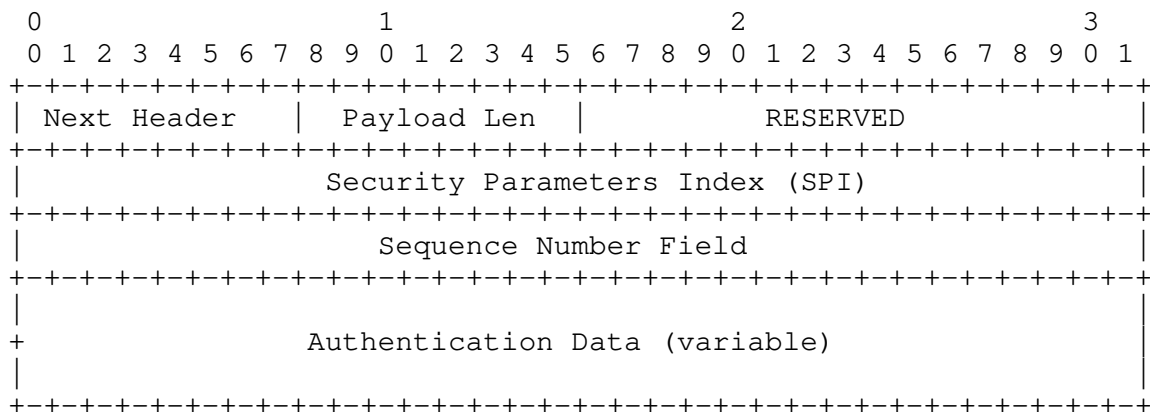 0 1 2 3
0 1 2 3 4 5 6 7 8 9 0 1 2 3 4 5 6 7 8 9 0 1 2 3 4 5 6 7 8 9 0 1
+-+-+-+-+-+-+-+-+-+-+-+-+-+-+-+-+-+-+-+-+-+-+-+-+-+-+-+-+-+-+-+-+
| Next Header | Payload Len | RESERVED |
+-+-+-+-+-+-+-+-+-+-+-+-+-+-+-+-+-+-+-+-+-+-+-+-+-+-+-+-+-+-+-+-+
| Security Parameters Index (SPI) |
+-+-+-+-+-+-+-+-+-+-+-+-+-+-+-+-+-+-+-+-+-+-+-+-+-+-+-+-+-+-+-+-+
| Sequence Number Field |
+-+-+-+-+-+-+-+-+-+-+-+-+-+-+-+-+-+-+-+-+-+-+-+-+-+-+-+-+-+-+-+-+
| |
+ Authentication Data (variable) |
| |
+-+-+-+-+-+-+-+-+-+-+-+-+-+-+-+-+-+-+-+-+-+-+-+-+-+-+-+-+-+-+-+-+